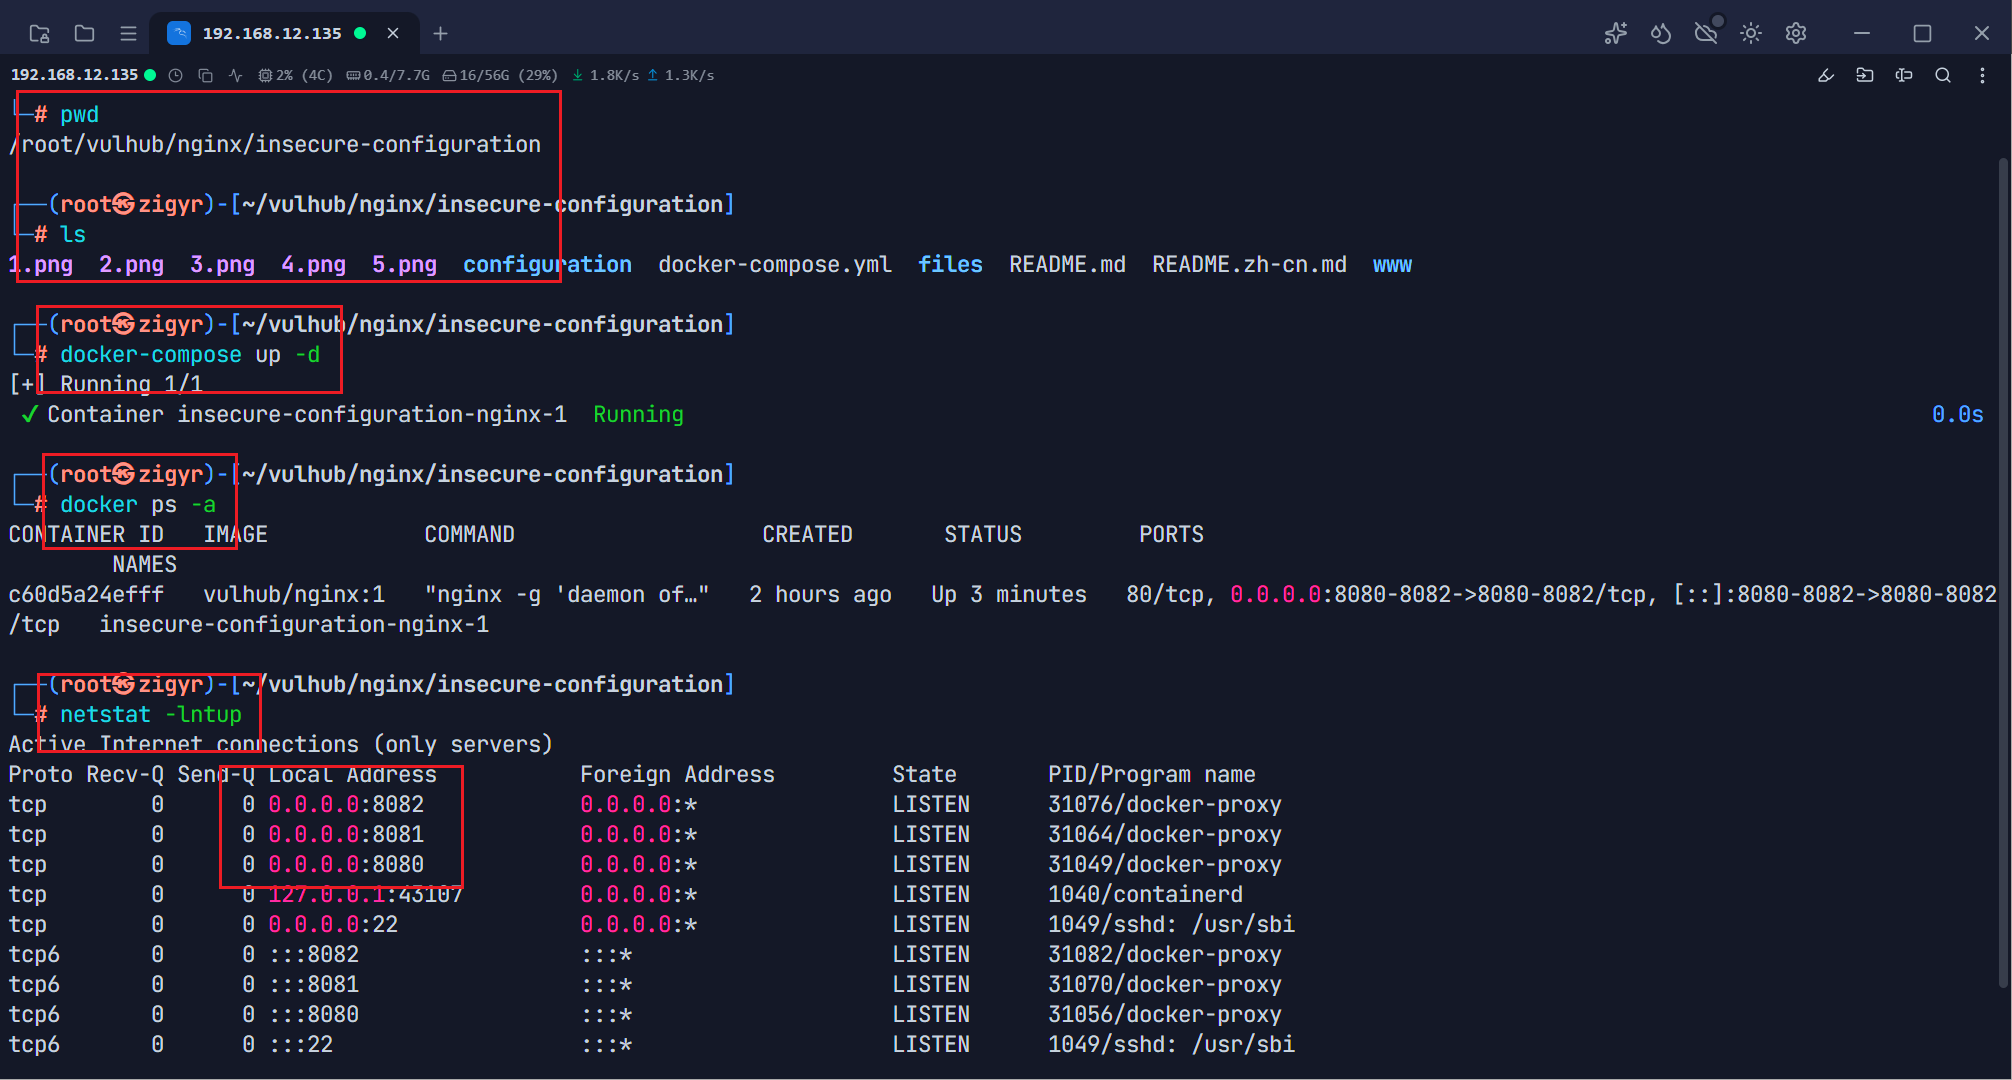 192.168.12.135
192.168.12.135 2% (4C) 0.4/7.7G 16/56G (29%) 1.8K/s 1.3K/s
└─# pwd
/root/vulhub/nginx/insecure-configuration
┌──(root㉿zigyr)-[~/vulhub/nginx/insecure-configuration]
└─# ls
1.png 2.png 3.png 4.png 5.png configuration docker-compose.yml files README.md README.zh-cn.md www
┌──(root㉿zigyr)-[~/vulhub/nginx/insecure-configuration]
└─# docker-compose up -d
[+] Running 1/1
✓ Container insecure-configuration-nginx-1 Running 0.0s
┌──(root㉿zigyr)-[~/vulhub/nginx/insecure-configuration]
└─# docker ps -a
CONTAINER ID IMAGE COMMAND CREATED STATUS PORTS
NAMES
c60d5a24efff vulhub/nginx:1 "nginx -g 'daemon of…" 2 hours ago Up 3 minutes 80/tcp, 0.0.0.0:8080-8082->8080-8082/tcp, [::]:8080-8082->8080-8082
/tcp insecure-configuration-nginx-1
┌──(root㉿zigyr)-[~/vulhub/nginx/insecure-configuration]
└─# netstat -lntup
Active Internet connections (only servers)
Proto Recv-Q Send-Q Local Address Foreign Address State PID/Program name
tcp 0 0 0.0.0.0:8082 0.0.0.0:* LISTEN 31076/docker-proxy
tcp 0 0 0.0.0.0:8081 0.0.0.0:* LISTEN 31064/docker-proxy
tcp 0 0 0.0.0.0:8080 0.0.0.0:* LISTEN 31049/docker-proxy
tcp 0 0 127.0.0.1:43107 0.0.0.0:* LISTEN 1040/containerd
tcp 0 0 0.0.0.0:22 0.0.0.0:* LISTEN 1049/sshd: /usr/sbi
tcp6 0 0 :::8082 :::* LISTEN 31082/docker-proxy
tcp6 0 0 :::8081 :::* LISTEN 31070/docker-proxy
tcp6 0 0 :::8080 :::* LISTEN 31056/docker-proxy
tcp6 0 0 :::22 :::* LISTEN 1049/sshd: /usr/sbi